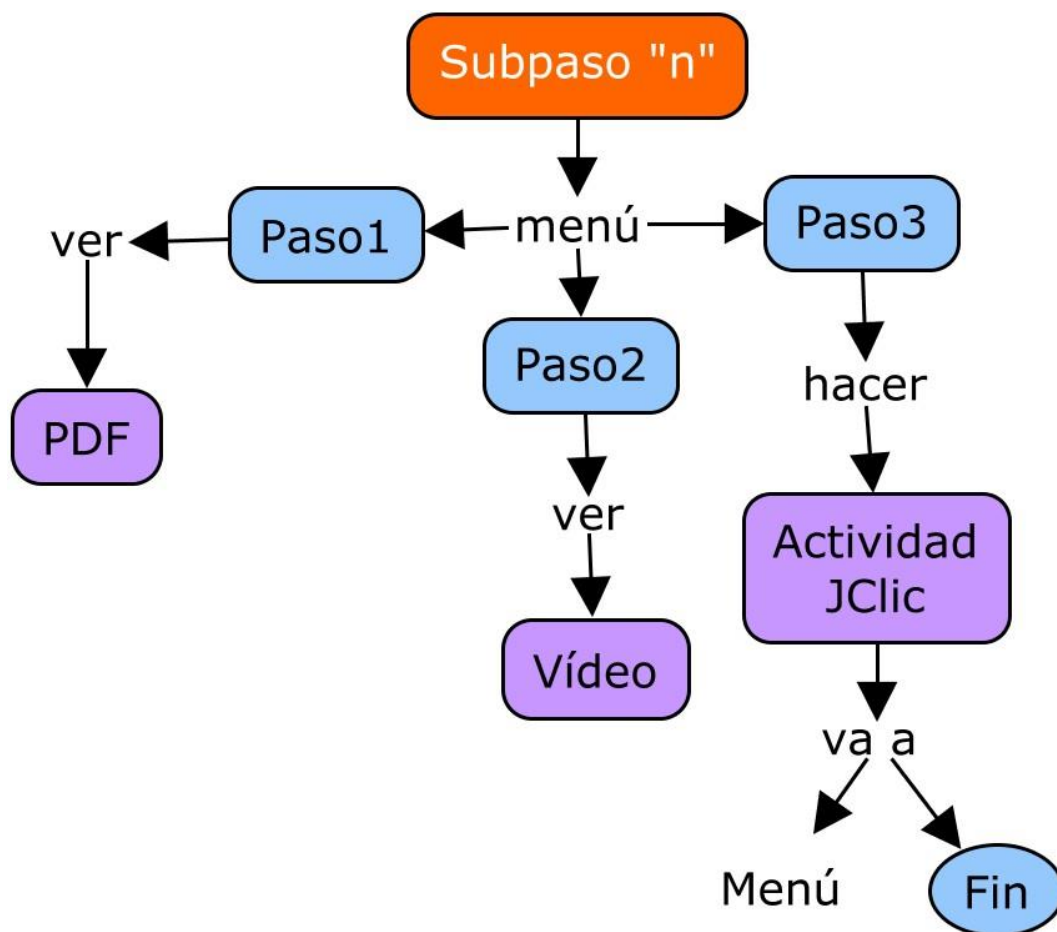 Subpaso "n"
menú
Paso1
Paso3
ver
Paso2
hacer
PDF
ver
Actividad
JClic
Vídeo
va a
Menú
Fin